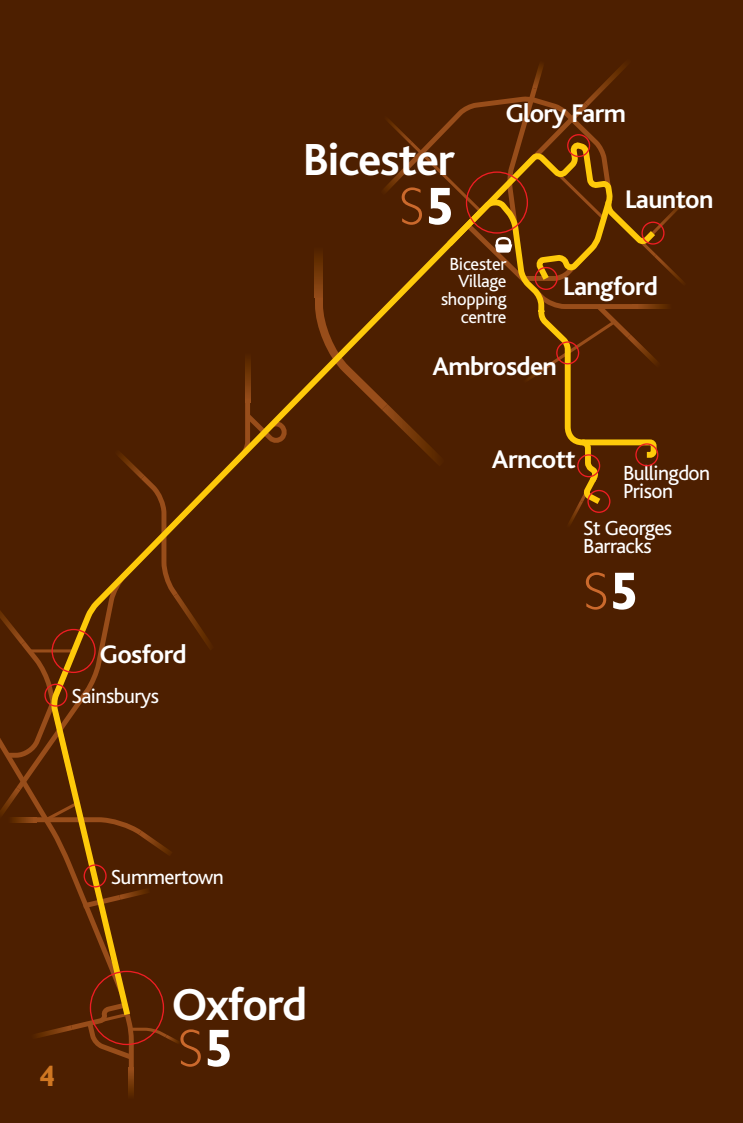 Glory Farm
Bicester
S5
Launton
Bicester
Village
shopping
centre
Langford
Ambrosden
Arncott
Bullingdon
Prison
St Georges
Barracks
S5
Gosford
Sainsburys
Summertown
Oxford
S5
4